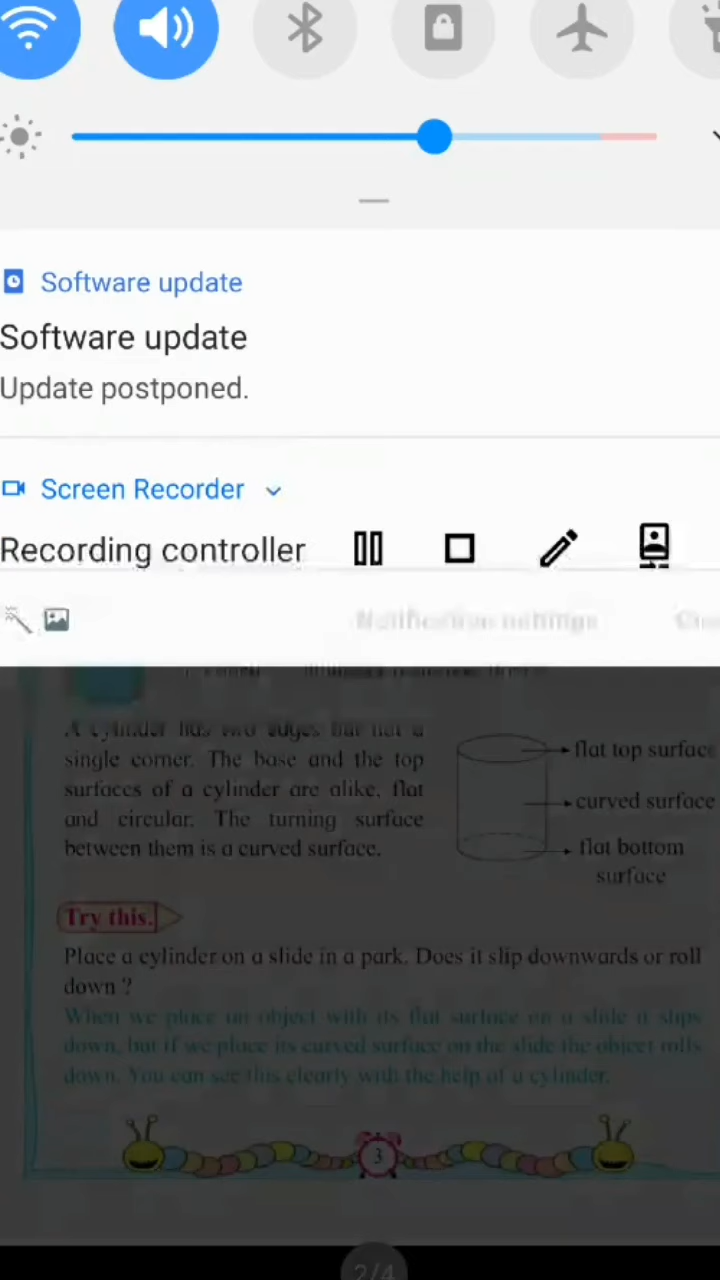 Software update
Software update
Update postponed.
Screen Recorder
Recording controller
Notification settings
A cylinder has two edges but not a
single corner. The base and the top
surfaces of a cylinder are alike, flat
and circular. The turning surface
between them is a curved surface.
flat top surface
curved surface
flat bottom
surface
Try this.
Place a cylinder on a slide in a park. Does it slip downwards or roll
down ?
When we place an object with its flat surface on a slide it slips
down, but if we place its curved surface on the slide the object rolls
down. You can see this clearly with the help of a cylinder.
3
2/4